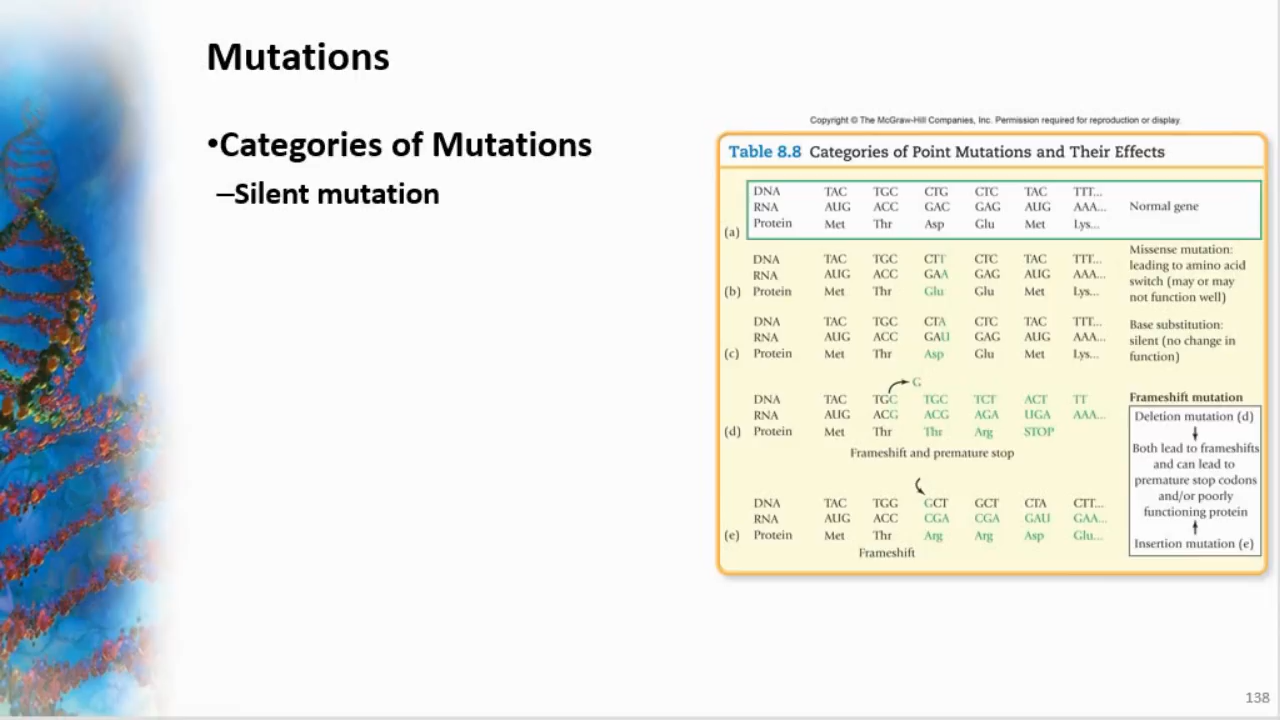 Mutations
•Categories of Mutations
–Silent mutation
Copyright © The McGraw-Hill Companies, Inc. Permission required for reproduction or display.
Table 8.8 Categories of Point Mutations and Their Effects
DNA TAC TGC CTG CTC TAC TTT...
RNA AUG ACC GAC GAG AUG AAA... Normal gene
(a) Protein Met Thr Asp Glu Met Lys...
Missense mutation:
DNA TAC TGC CTT CTC TAC TTT... leading to amino acid
RNA AUG ACC GAA GAG AUG AAA... switch (may or may
(b) Protein Met Thr Glu Glu Met Lys... not function well)
DNA TAC TGC CTA CTC TAC TTT... Base substitution:
RNA AUG ACC GAU GAG AUG AAA... silent (no change in
(c) Protein Met Thr Asp Glu Met Lys... function)
G
DNA TAC TGC TGC TCT ACT TT
RNA AUG ACG ACG AGA UGA AAA...
(d) Protein Met Thr Thr Arg STOP
Frameshift and premature stop
DNA TAC TGG GCT GCT CTA CTT...
RNA AUG ACC CGA CGA GAU GAA...
(e) Protein Met Thr Arg Arg Asp Glu...
Frameshift
Frameshift mutation
Deletion mutation (d)
Both lead to frameshifts
and can lead to
premature stop codons
and/or poorly
functioning protein
Insertion mutation (e)
138